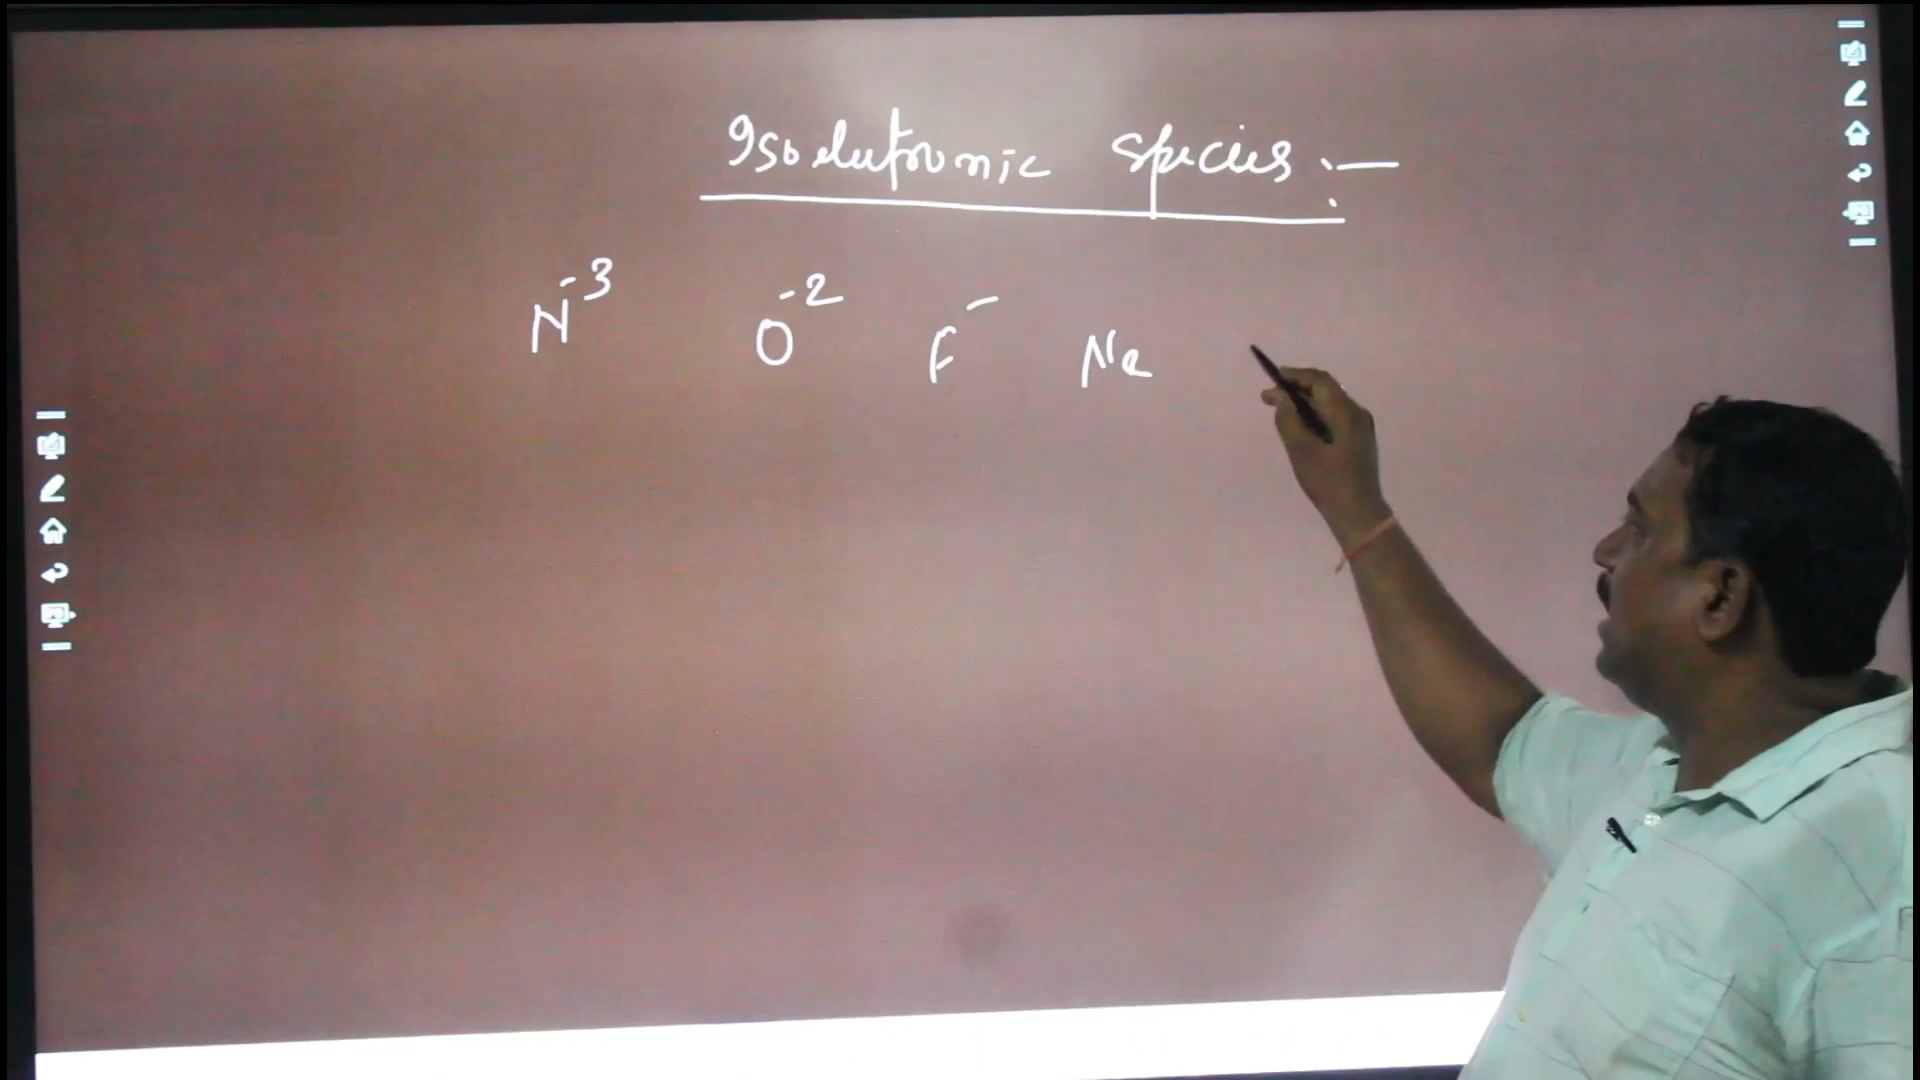 Isoelectronic species :-
N⁻³ O⁻² F⁻ Ne